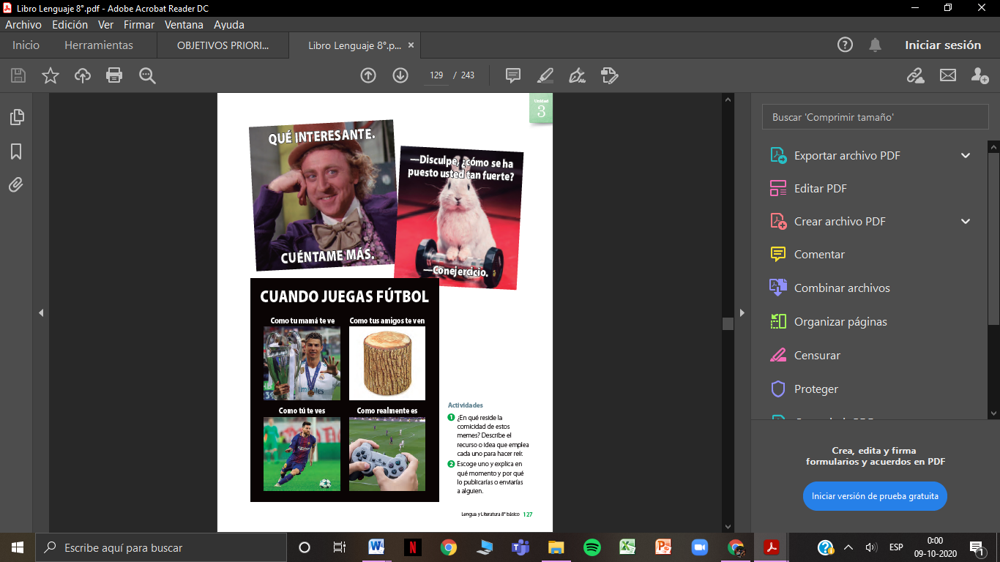 Libro Lenguaje 8°.pdf - Adobe Acrobat Reader DC
Archivo Edición Ver Firmar Ventana Ayuda
Inicio Herramientas OBJETIVOS PRIORI... Libro Lenguaje 8°.p... × Iniciar sesión
129 / 243
Unidad
3
QUÉ INTERESANTE.
CUÉNTAME MÁS.
—Disculpe, ¿cómo se ha
puesto usted tan fuerte?
—Conejercicio.
CUANDO JUEGAS FÚTBOL
Como tu mamá te ve Como tus amigos te ven
Como tú te ves Como realmente es
Actividades
1 ¿En qué reside la
comicidad de estos
memes? Describe el
recurso o idea que emplea
cada uno para hacer reír.
2 Escoge uno y explica en
qué momento y por qué
lo publicarías o enviarías
a alguien.
Lengua y Literatura 8° básico 127
Buscar 'Comprimir tamaño'
Exportar archivo PDF
Editar PDF
Crear archivo PDF
Comentar
Combinar archivos
Organizar páginas
Censurar
Proteger
Crea, edita y firma
formularios y acuerdos en PDF
Iniciar versión de prueba gratuita
Escribe aquí para buscar
ESP
0:00
09-10-2020
1